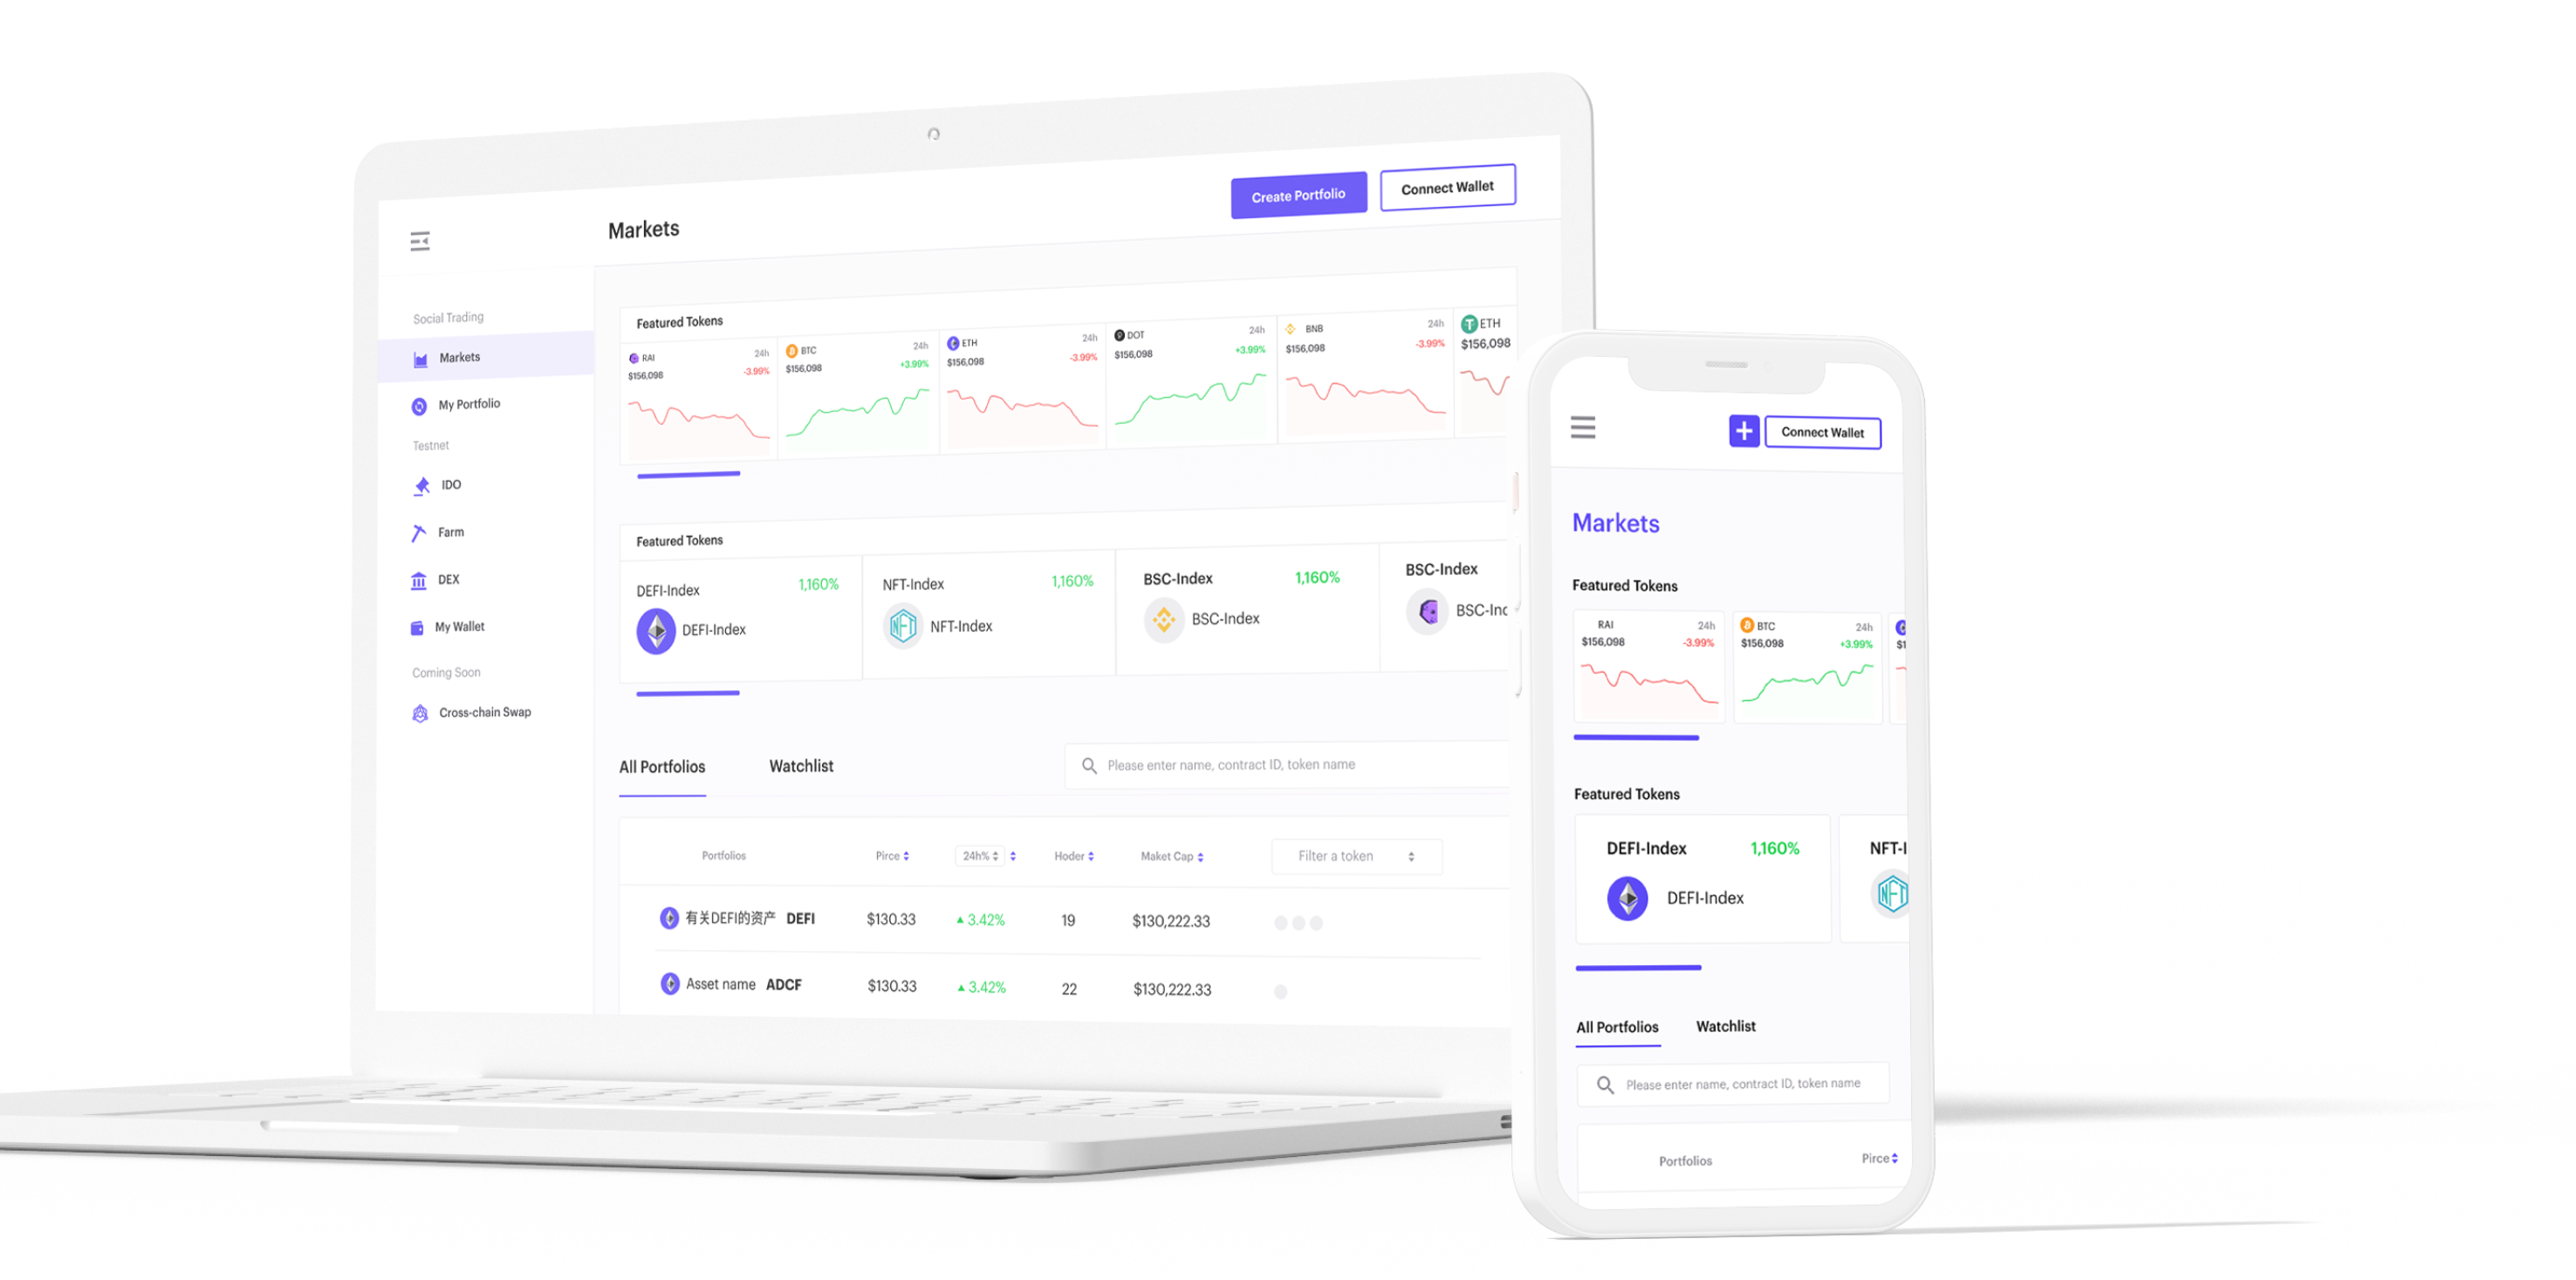 Create Portfolio
Connect Wallet
Markets
Social Trading
Markets
My Portfolio
Testnet
IDO
Farm
DEX
My Wallet
Coming Soon
Cross-chain Swap
Featured Tokens
RAI 24h
$156,098 -3.99%
BTC 24h
$156,098 +3.99%
ETH 24h
$156,098 -3.99%
DOT 24h
$156,098 +3.99%
BNB 24h
$156,098 -3.99%
ETH
$156,098
Featured Tokens
DEFI-Index 1,160%
DEFI-Index
NFT-Index 1,160%
NFT
NFT-Index
BSC-Index 1,160%
BSC-Index
BSC-Index
BSC-Inc
All Portfolios Watchlist
Please enter name, contract ID, token name
Portfolios Pirce 24h% Hoder Maket Cap Filter a token
有关DEFI的资产 DEFI $130.33 3.42% 19 $130,222.33
Asset name ADCF $130.33 3.42% 22 $130,222.33
Connect Wallet
Markets
Featured Tokens
RAI 24h
$156,098 -3.99%
BTC 24h
$156,098 +3.99%
$1
Featured Tokens
DEFI-Index 1,160%
DEFI-Index
NFT-I
NFT
All Portfolios Watchlist
Please enter name, contract ID, token name
Portfolios Pirce